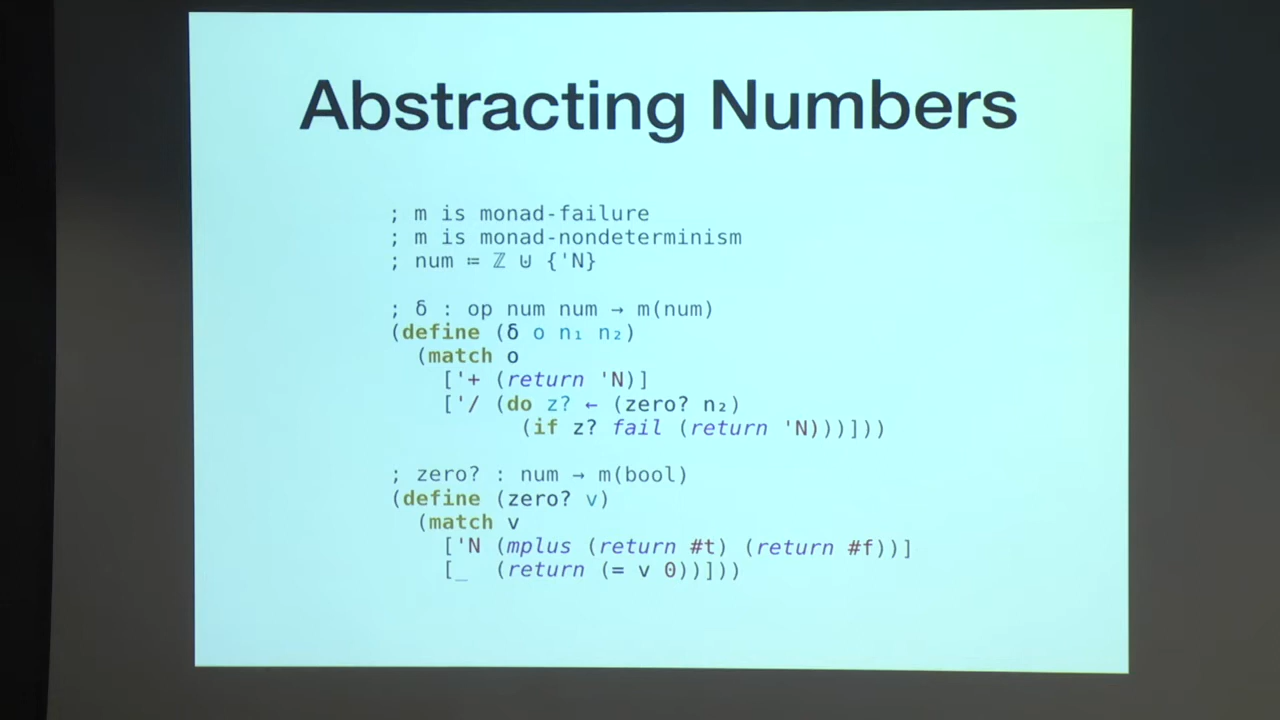 Abstracting Numbers
; m is monad-failure
; m is monad-nondeterminism
; num ≔ ℤ ⊎ {'N}
; δ : op num num → m(num)
(define (δ o n₁ n₂)
(match o
['+ (return 'N)]
['/ (do z? ← (zero? n₂)
(if z? fail (return 'N)))]))
; zero? : num → m(bool)
(define (zero? v)
(match v
['N (mplus (return #t) (return #f))]
[_ (return (= v 0))]))